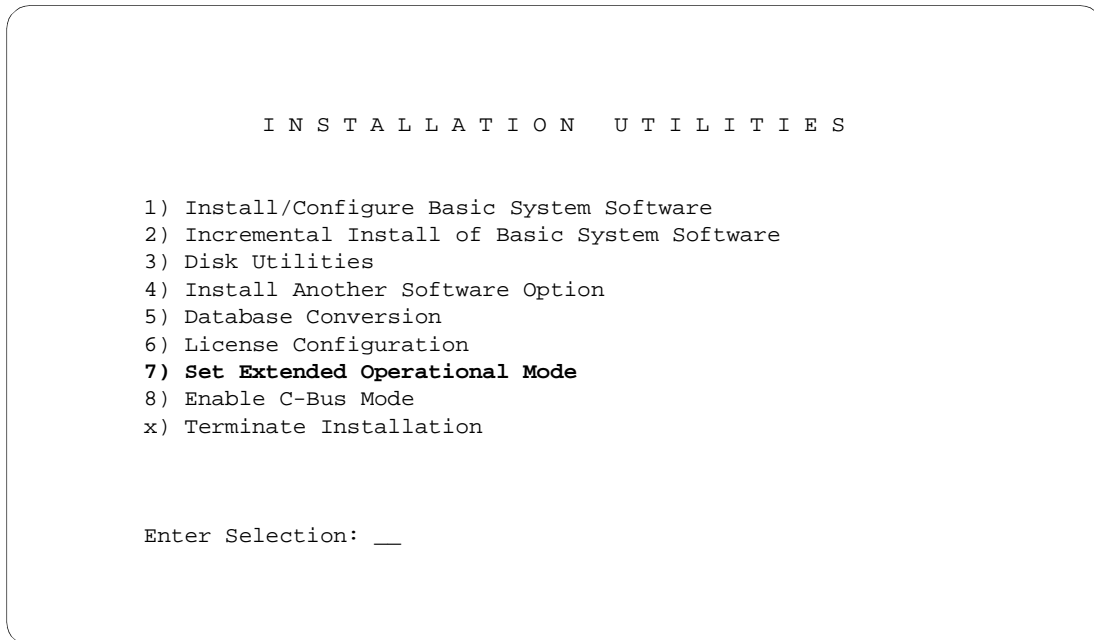 I N S T A L L A T I O N   U T I L I T I E S
1) Install/Configure Basic System Software
2) Incremental Install of Basic System Software
3) Disk Utilities
4) Install Another Software Option
5) Database Conversion
6) License Configuration
7) Set Extended Operational Mode
8) Enable C-Bus Mode
x) Terminate Installation
Enter Selection: __